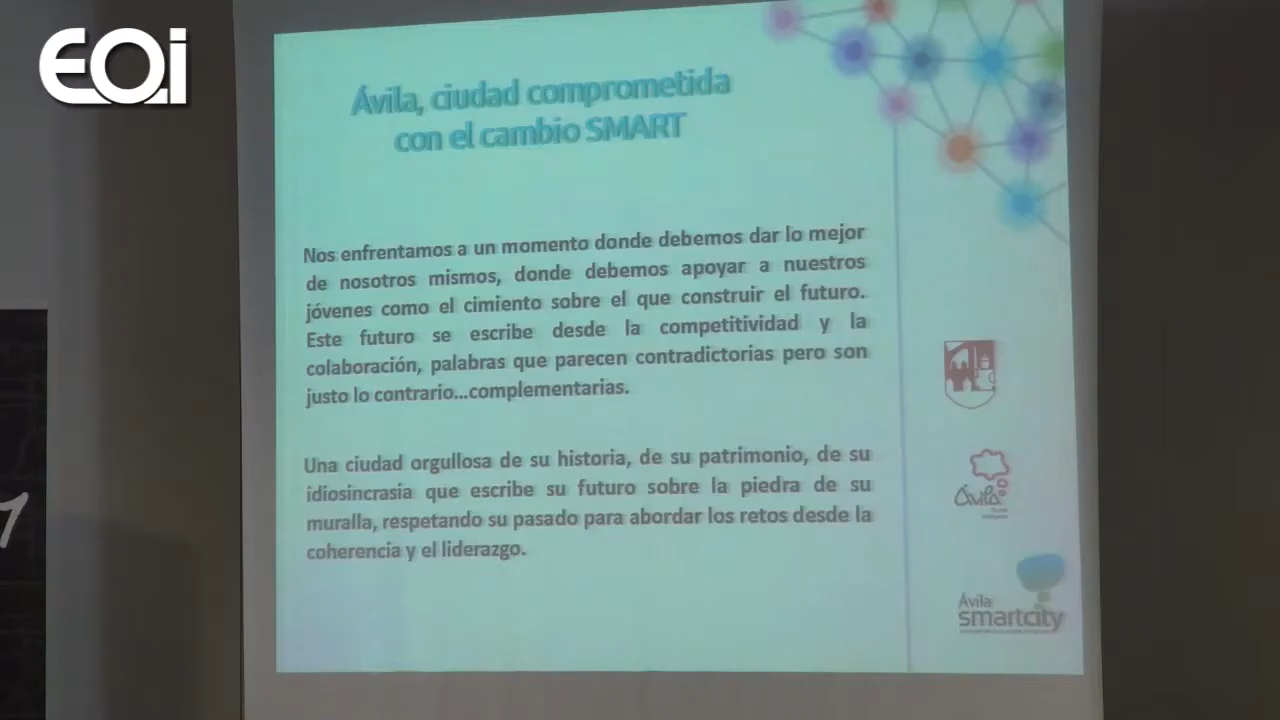 EOi
Ávila, ciudad comprometida
con el cambio SMART
Nos enfrentamos a un momento donde debemos dar lo mejor
de nosotros mismos, donde debemos apoyar a nuestros
jóvenes como el cimiento sobre el que construir el futuro.
Este futuro se escribe desde la competitividad y la
colaboración, palabras que parecen contradictorias pero son
justo lo contrario...complementarias.
Una ciudad orgullosa de su historia, de su patrimonio, de su
idiosincrasia que escribe su futuro sobre la piedra de su
muralla, respetando su pasado para abordar los retos desde la
coherencia y el liderazgo.
Ávila
Ávila
smartcity